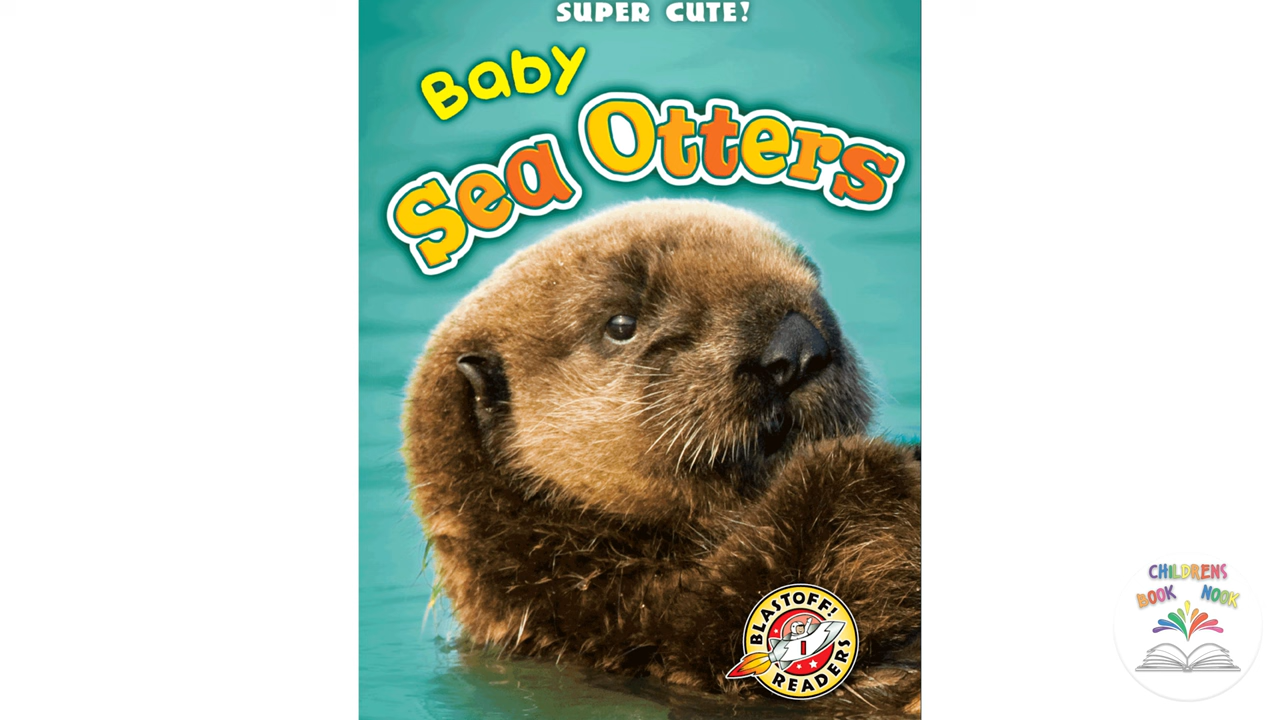 SUPER CUTE!
Baby
Sea Otters
BLASTOFF!
1
READERS
CHILDRENS
BOOK NOOK